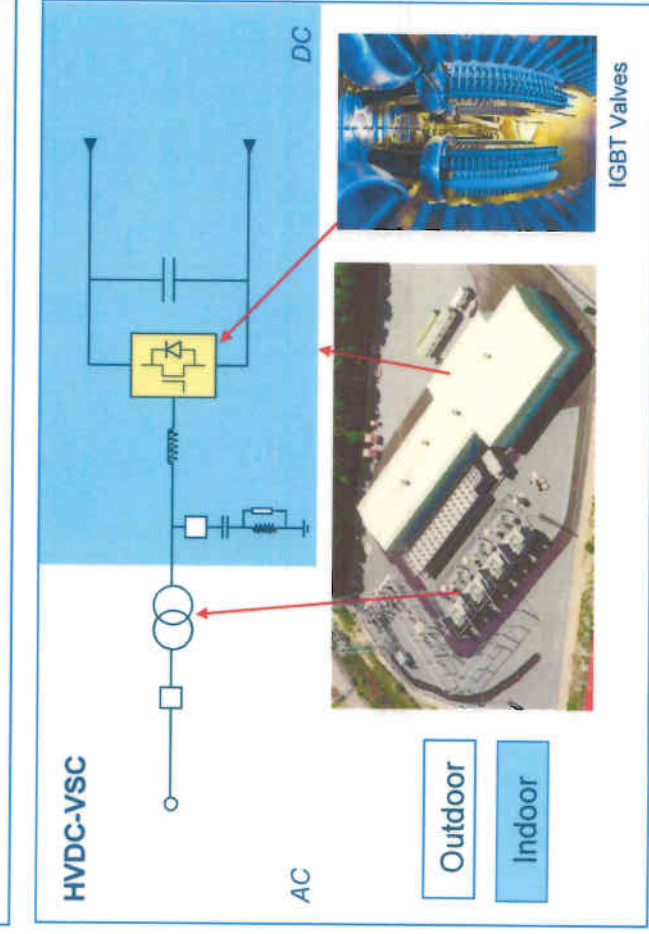 HVDC-VSC
AC
DC
Outdoor
Indoor
IGBT Valves